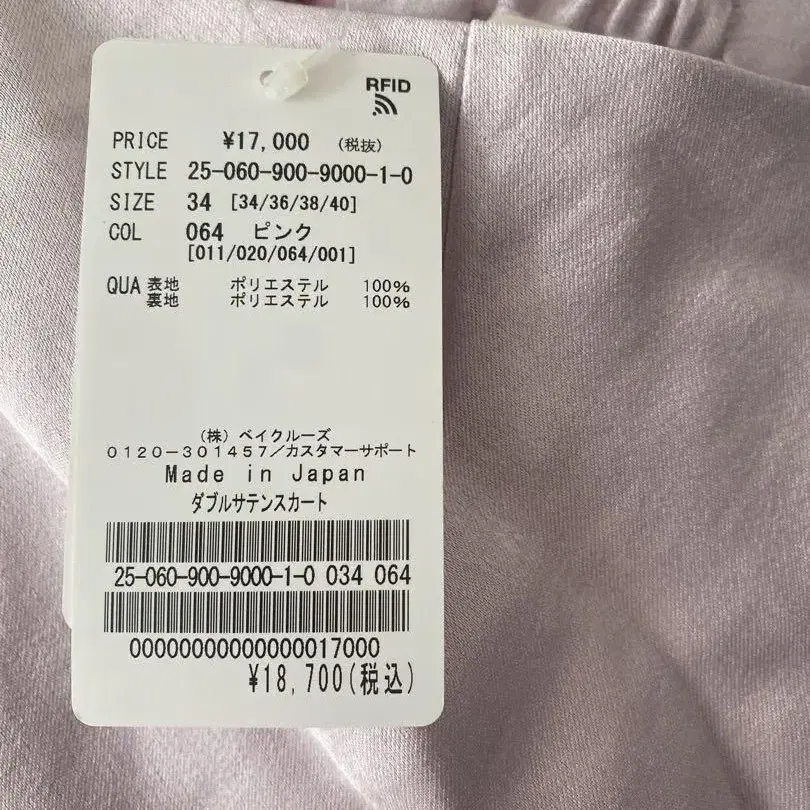 RFID
PRICE ¥17,000 (税抜)
STYLE 25-060-900-9000-1-0
SIZE 34 [34/36/38/40]
COL 064 ピンク
[011/020/064/001]
QUA 表地 ポリエステル 100%
裏地 ポリエステル 100%
(株) ベイクルーズ
0120-301457/カスタマーサポート
Made in Japan
ダブルサテンスカート
25-060-900-9000-1-0 034 064
00000000000000017000
¥18,700(税込)